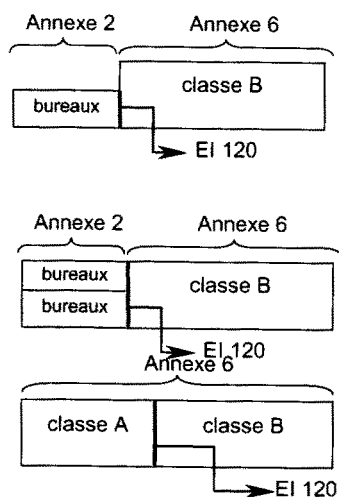 Annexe 2 Annexe 6
classe B
bureaux
EI 120
Annexe 2 Annexe 6
bureaux
classe B
bureaux
EI 120
Annexe 6
classe A classe B
EI 120